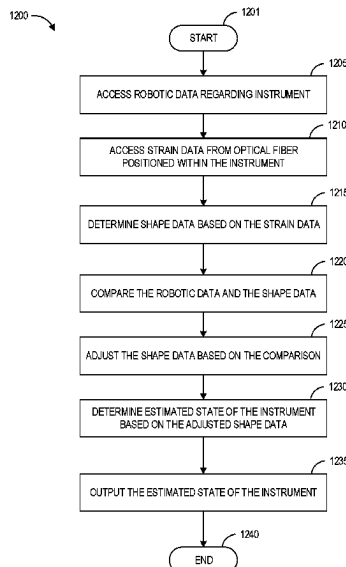 1200
1201
START
1205
ACCESS ROBOTIC DATA REGARDING INSTRUMENT
1210
ACCESS STRAIN DATA FROM OPTICAL FIBER
POSITIONED WITHIN THE INSTRUMENT
1215
DETERMINE SHAPE DATA BASED ON THE STRAIN DATA
1220
COMPARE THE ROBOTIC DATA AND THE SHAPE DATA
1225
ADJUST THE SHAPE DATA BASED ON THE COMPARISON
1230
DETERMINE ESTIMATED STATE OF THE INSTRUMENT
BASED ON THE ADJUSTED SHAPE DATA
1235
OUTPUT THE ESTIMATED STATE OF THE INSTRUMENT
1240
END